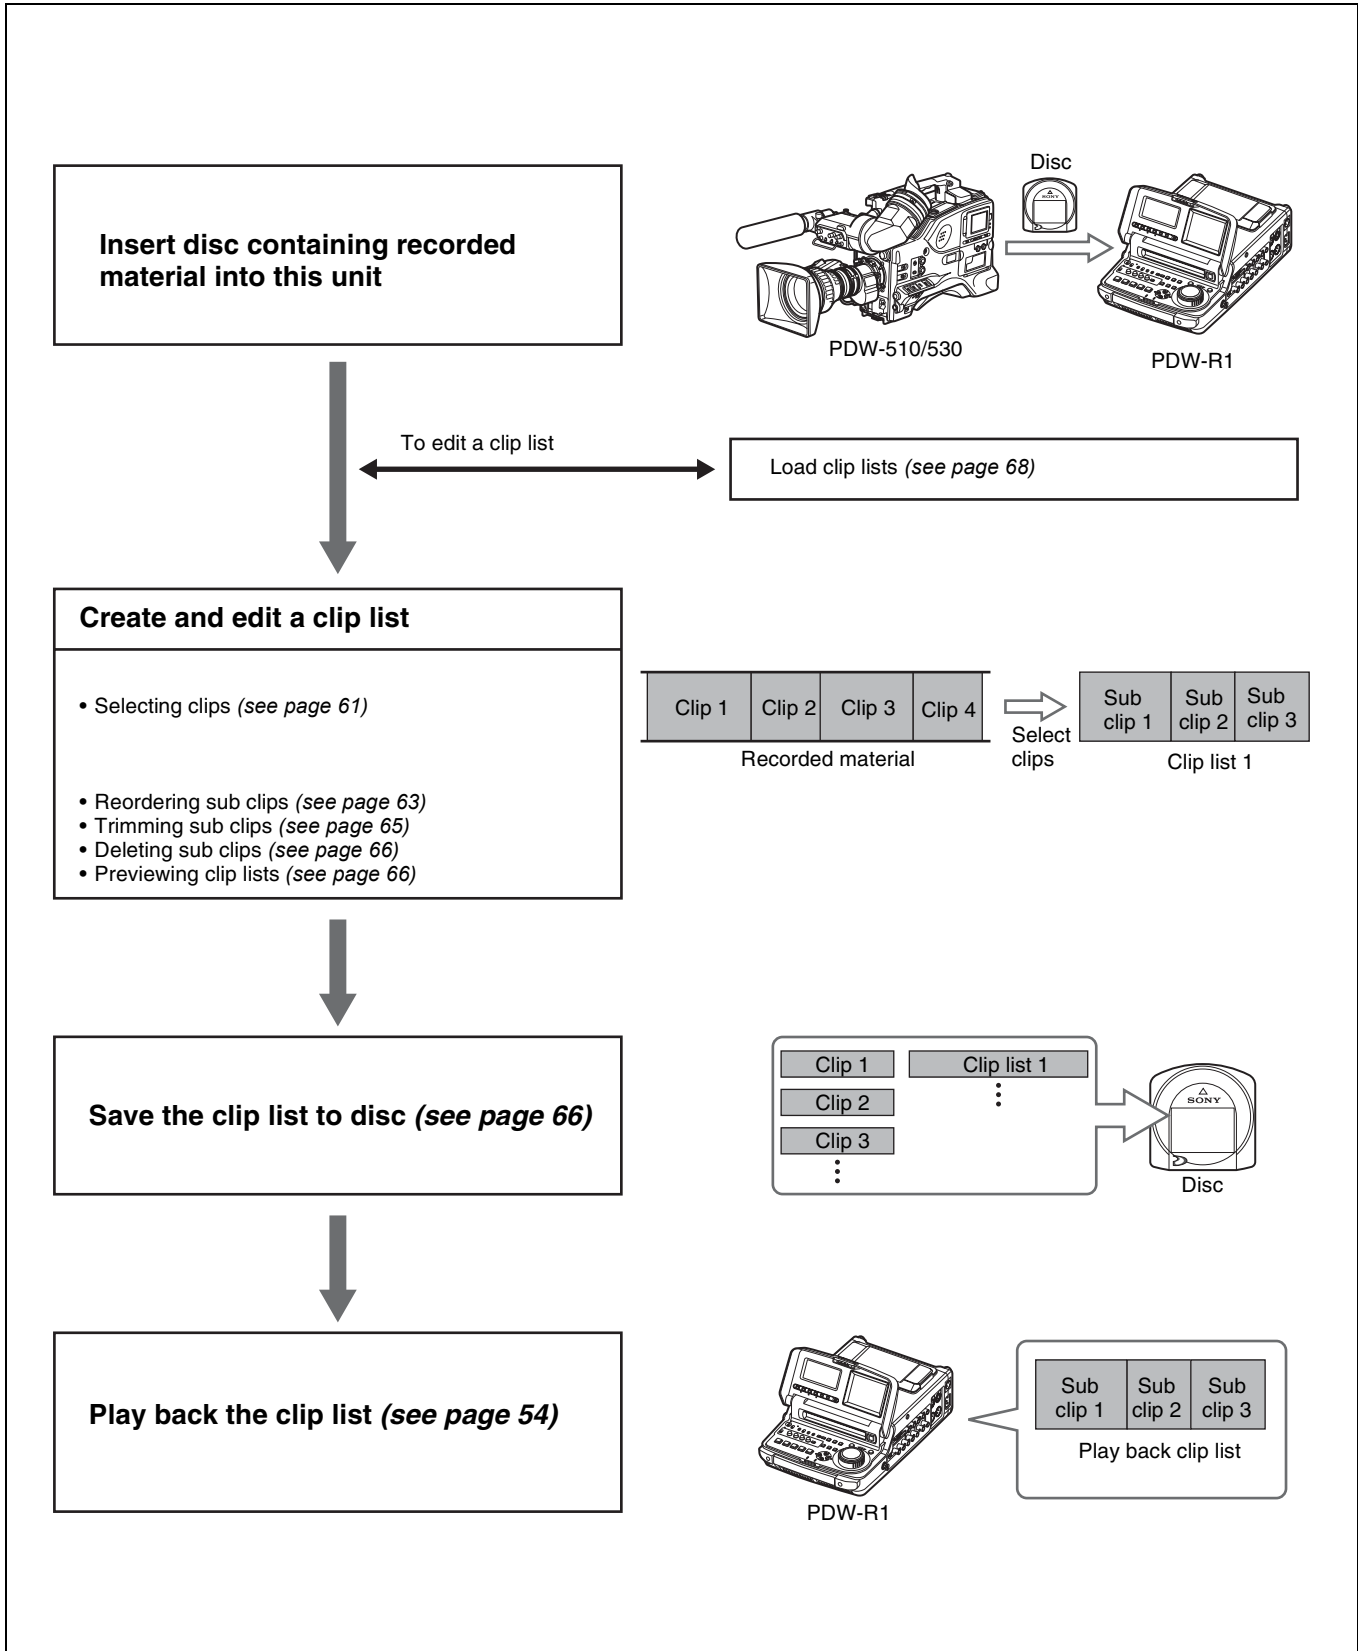 Insert disc containing recorded
material into this unit
Disc
SONY
PDW-510/530
PDW-R1
To edit a clip list
Load clip lists (see page 68)
Create and edit a clip list
• Selecting clips (see page 61)
• Reordering sub clips (see page 63)
• Trimming sub clips (see page 65)
• Deleting sub clips (see page 66)
• Previewing clip lists (see page 66)
Clip 1 Clip 2 Clip 3 Clip 4
Recorded material
Select
clips
Sub
clip 1
Sub
clip 2
Sub
clip 3
Clip list 1
Save the clip list to disc (see page 66)
Clip 1
Clip 2
Clip 3
Clip list 1
SONY
Disc
Play back the clip list (see page 54)
PDW-R1
Sub
clip 1
Sub
clip 2
Sub
clip 3
Play back clip list